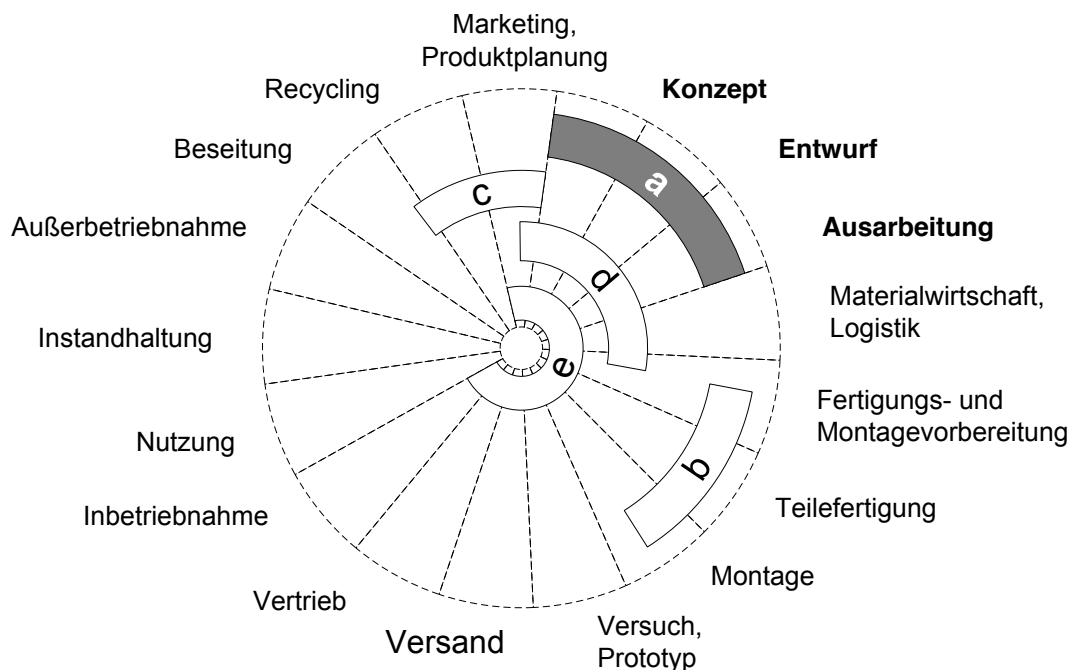 Marketing,
Produktplanung
Recycling
Konzept
Beseitung
Entwurf
a
c
Außerbetriebnahme
Ausarbeitung
d
Materialwirtschaft,
Logistik
Instandhaltung
e
Fertigungs- und
Montagevorbereitung
Nutzung
b
Teilefertigung
Inbetriebnahme
Montage
Vertrieb
Versand
Versuch,
Prototyp